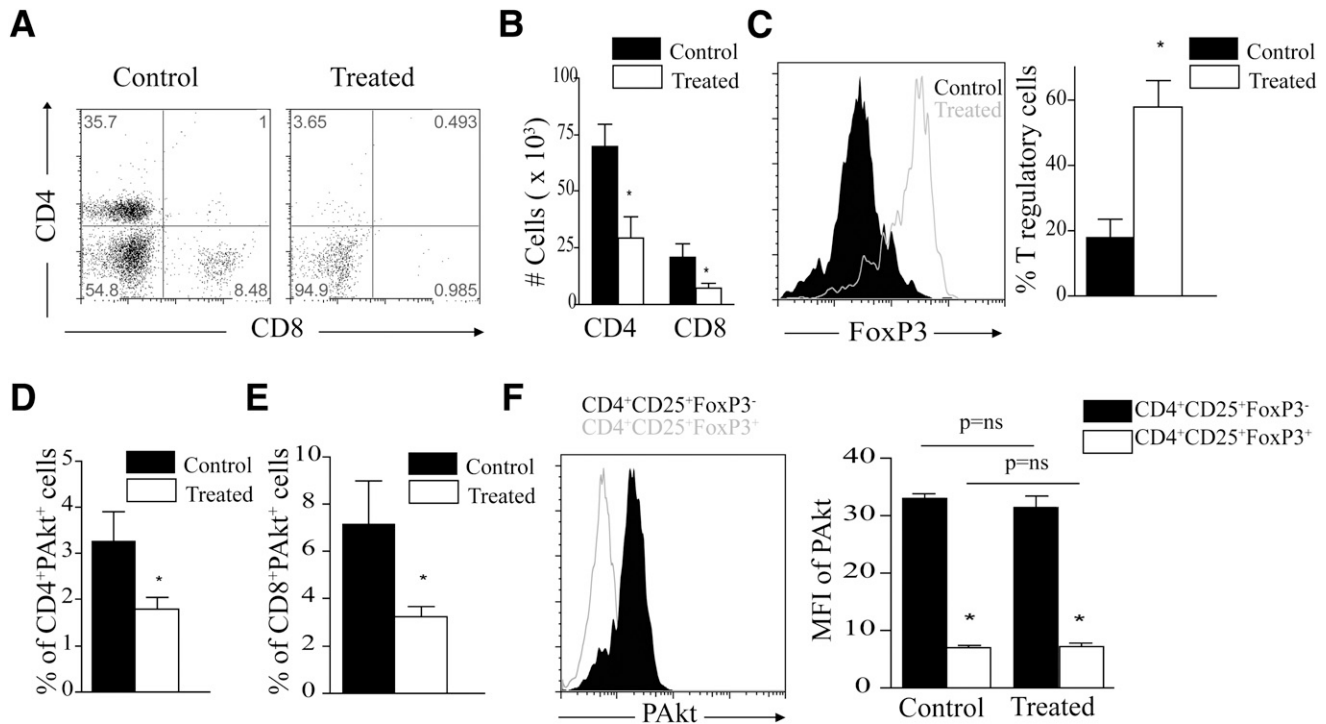 A
Control
Treated
35.7
1
54.8
8.48
3.65
0.493
94.9
0.985
CD4
CD8
B
Control
Treated
# Cells ( x 10³)
100
75
50
25
0
*
*
CD4
CD8
C
Control
Treated
FoxP3
Control
Treated
% T regulatory cells
60
40
20
0
*
D
Control
Treated
% of CD4⁺PAkt⁺ cells
5
4
3
2
1
0
*
E
Control
Treated
% of CD8⁺PAkt⁺ cells
10
8
6
4
2
0
*
F
CD4⁺CD25⁺FoxP3⁻
CD4⁺CD25⁺FoxP3⁺
PAkt
CD4⁺CD25⁺FoxP3⁻
CD4⁺CD25⁺FoxP3⁺
p=ns
p=ns
MFI of PAkt
40
30
20
10
0
*
*
Control
Treated